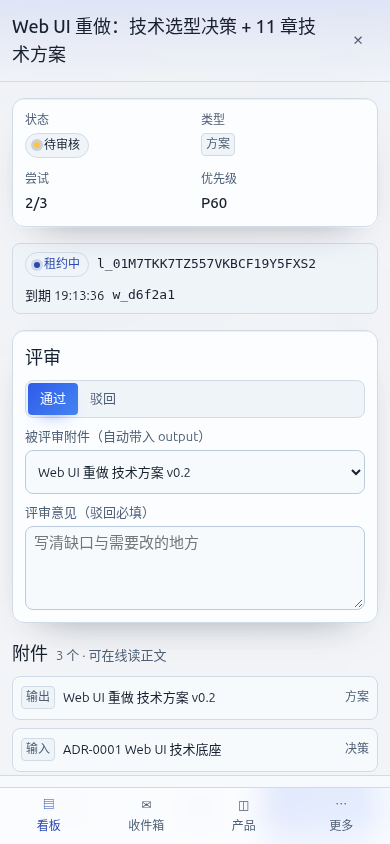 Web UI 重做：技术选型决策 + 11 章技
术方案
×
状态
类型
待审核
方案
尝试
优先级
2/3
P60
租约中 l_01M7TKK7TZ557VKBCF19Y5FXS2
到期 19:13:36 w_d6f2a1
评审
通过 驳回
被评审附件（自动带入 output）
Web UI 重做 技术方案 v0.2
评审意见（驳回必填）
写清缺口与需要改的地方
附件 3 个 · 可在线读正文
输出 Web UI 重做 技术方案 v0.2 方案
输入 ADR-0001 Web UI 技术底座 决策
看板 收件箱 产品 更多